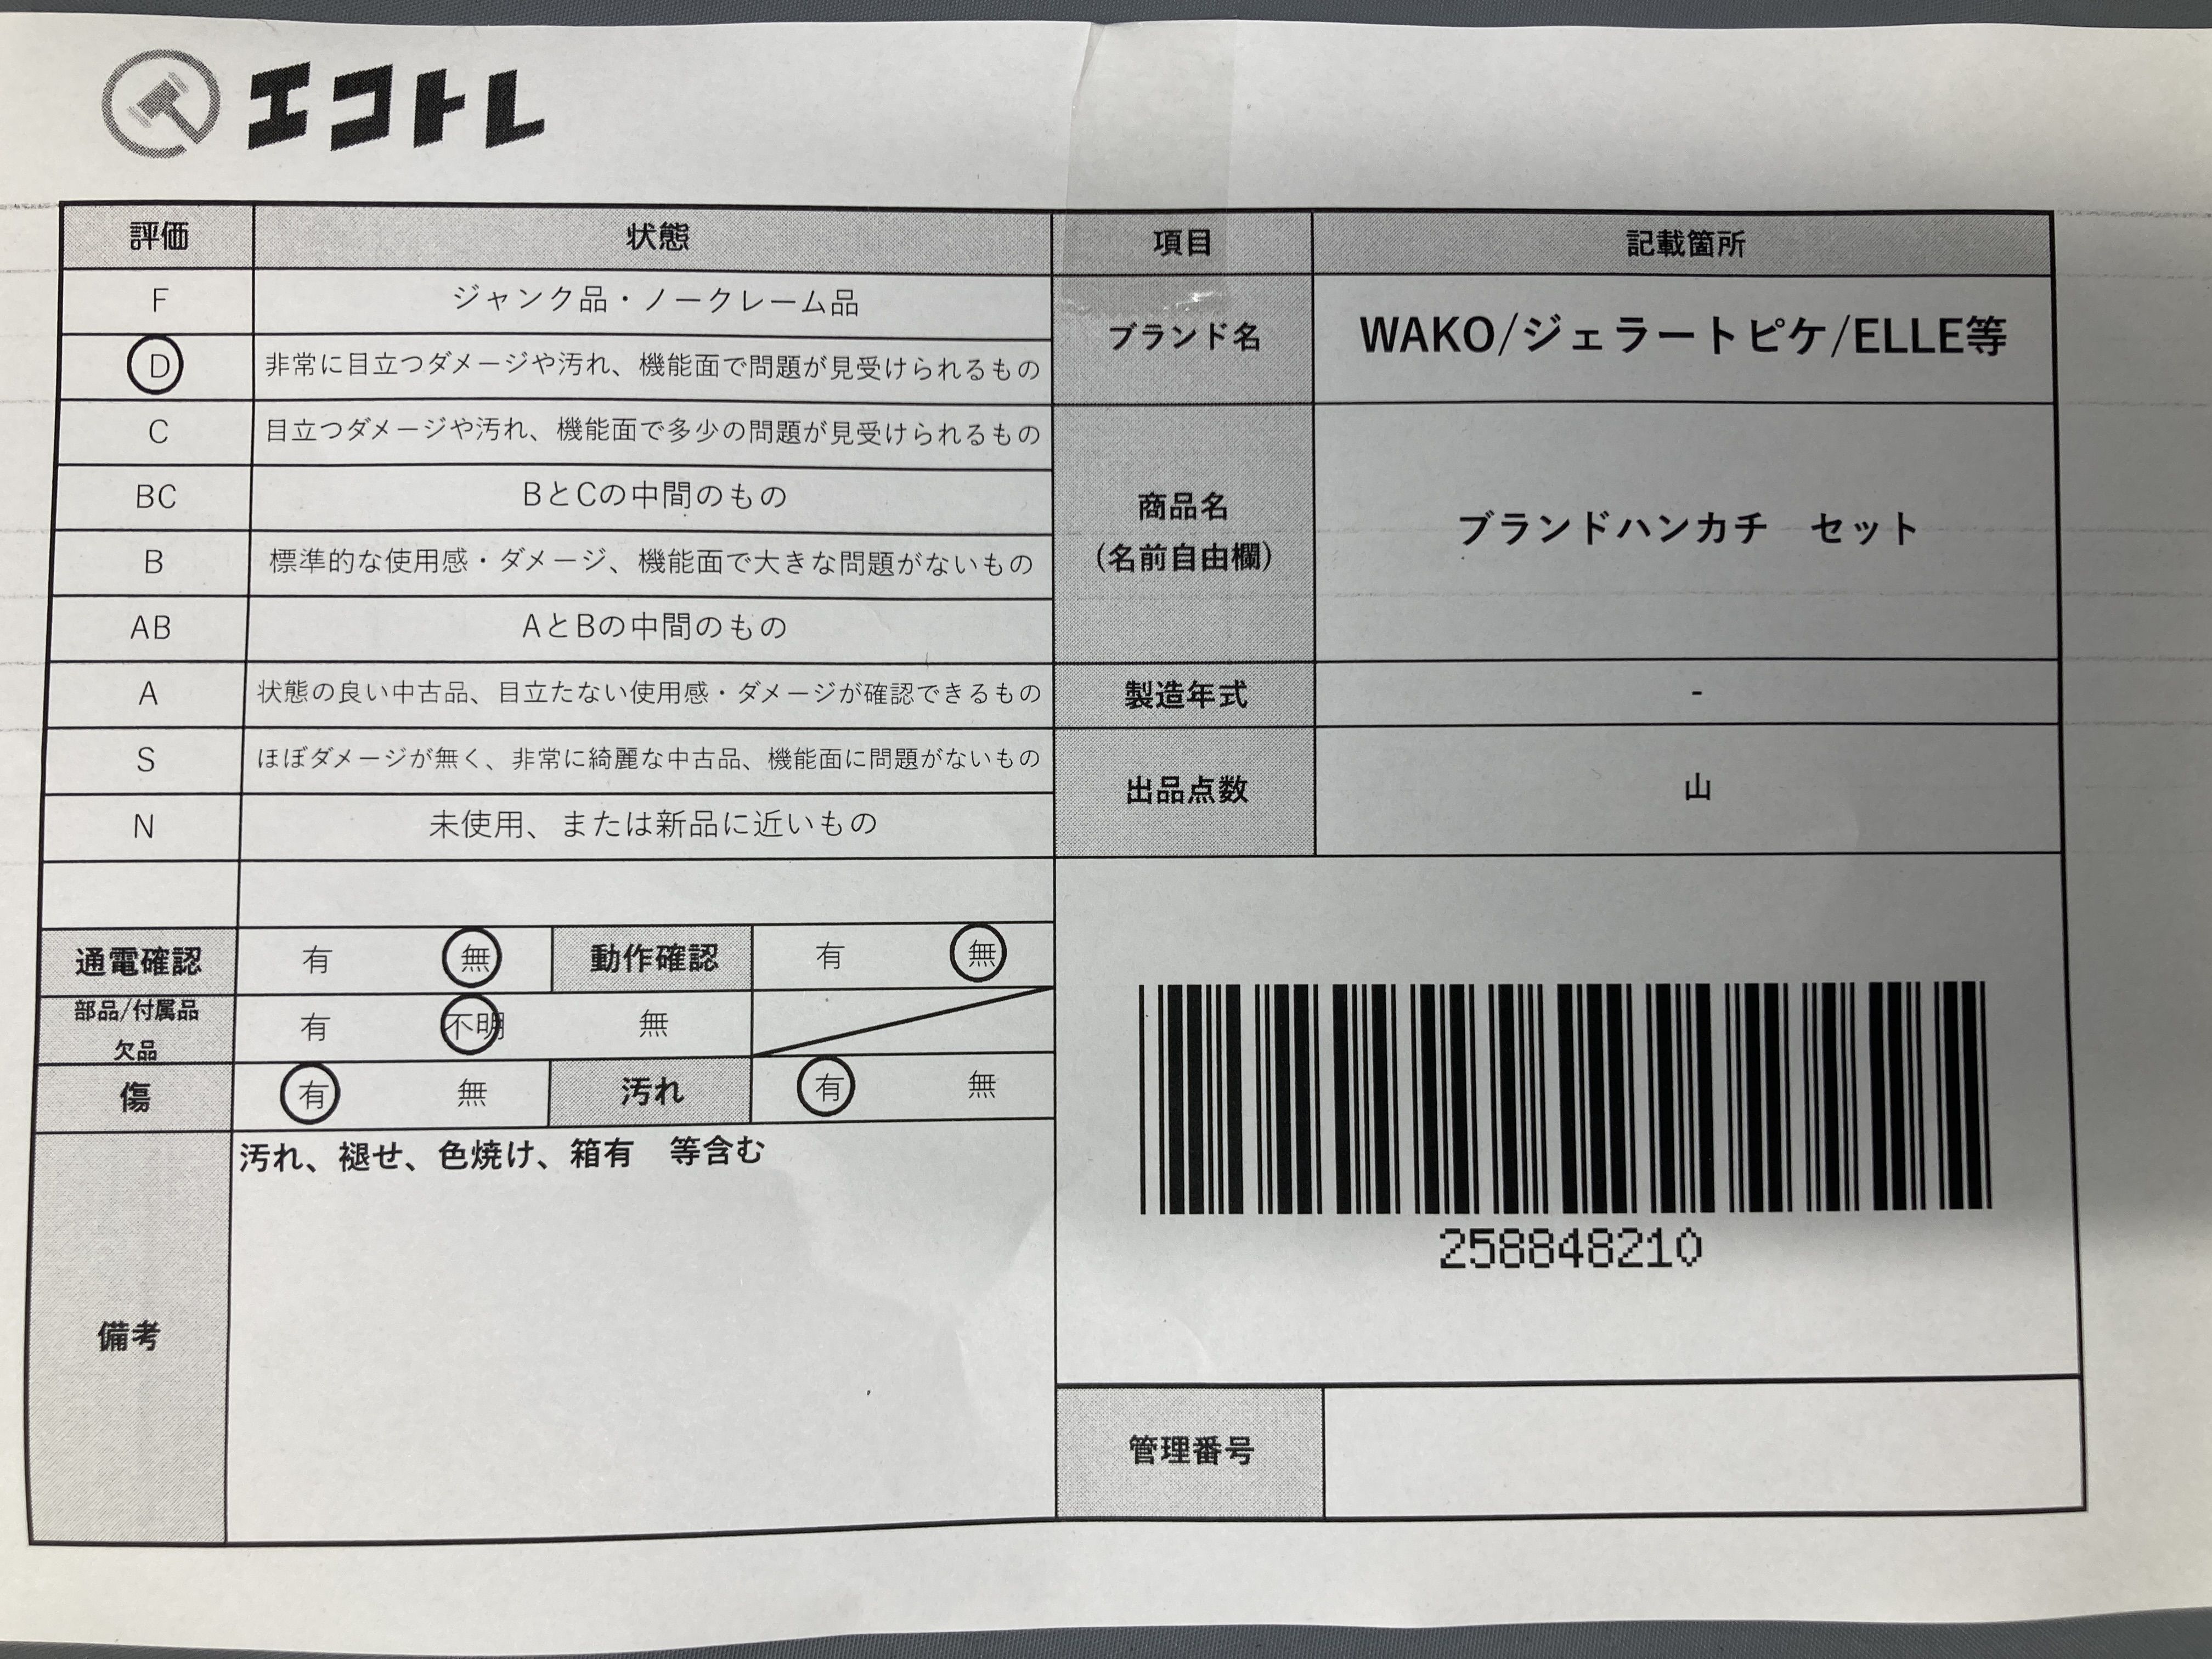 エコトレ
評価 状態
F ジャンク品・ノークレーム品
D 非常に目立つダメージや汚れ、機能面で問題が見受けられるもの
C 目立つダメージや汚れ、機能面で多少の問題が見受けられるもの
BC BとCの中間のもの
B 標準的な使用感・ダメージ、機能面で大きな問題がないもの
AB AとBの中間のもの
A 状態の良い中古品、目立たない使用感・ダメージが確認できるもの
S ほぼダメージが無く、非常に綺麗な中古品、機能面に問題がないもの
N 未使用、または新品に近いもの
通電確認 有 無 動作確認 有 無
部品/付属品
欠品 有 不明 無
傷 有 無 汚れ 有 無
備考 汚れ、褪せ、色焼け、箱有　等含む
項目 記載箇所
ブランド名 WAKO/ジェラートピケ/ELLE等
商品名
(名前自由欄) ブランドハンカチ　セット
製造年式 -
出品点数 山
258848210
管理番号